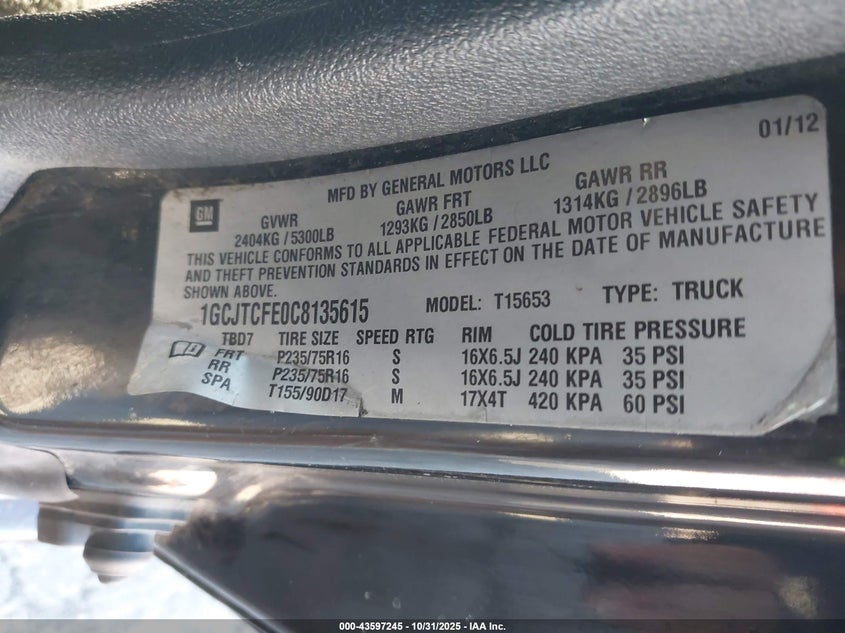 01/12
MFD BY GENERAL MOTORS LLC
GM
GVWR GAWR FRT GAWR RR
2404KG / 5300LB 1293KG / 2850LB 1314KG / 2896LB
THIS VEHICLE CONFORMS TO ALL APPLICABLE FEDERAL MOTOR VEHICLE SAFETY
AND THEFT PREVENTION STANDARDS IN EFFECT ON THE DATE OF MANUFACTURE
SHOWN ABOVE.
1GCJTCFE0C8135615 MODEL: T15653 TYPE: TRUCK
TBD7 TIRE SIZE SPEED RTG RIM COLD TIRE PRESSURE
FRT P235/75R16 S 16X6.5J 240 KPA 35 PSI
RR P235/75R16 S 16X6.5J 240 KPA 35 PSI
SPA T155/90D17 M 17X4T 420 KPA 60 PSI
000-43597245 - 10/31/2025 - IAA Inc.